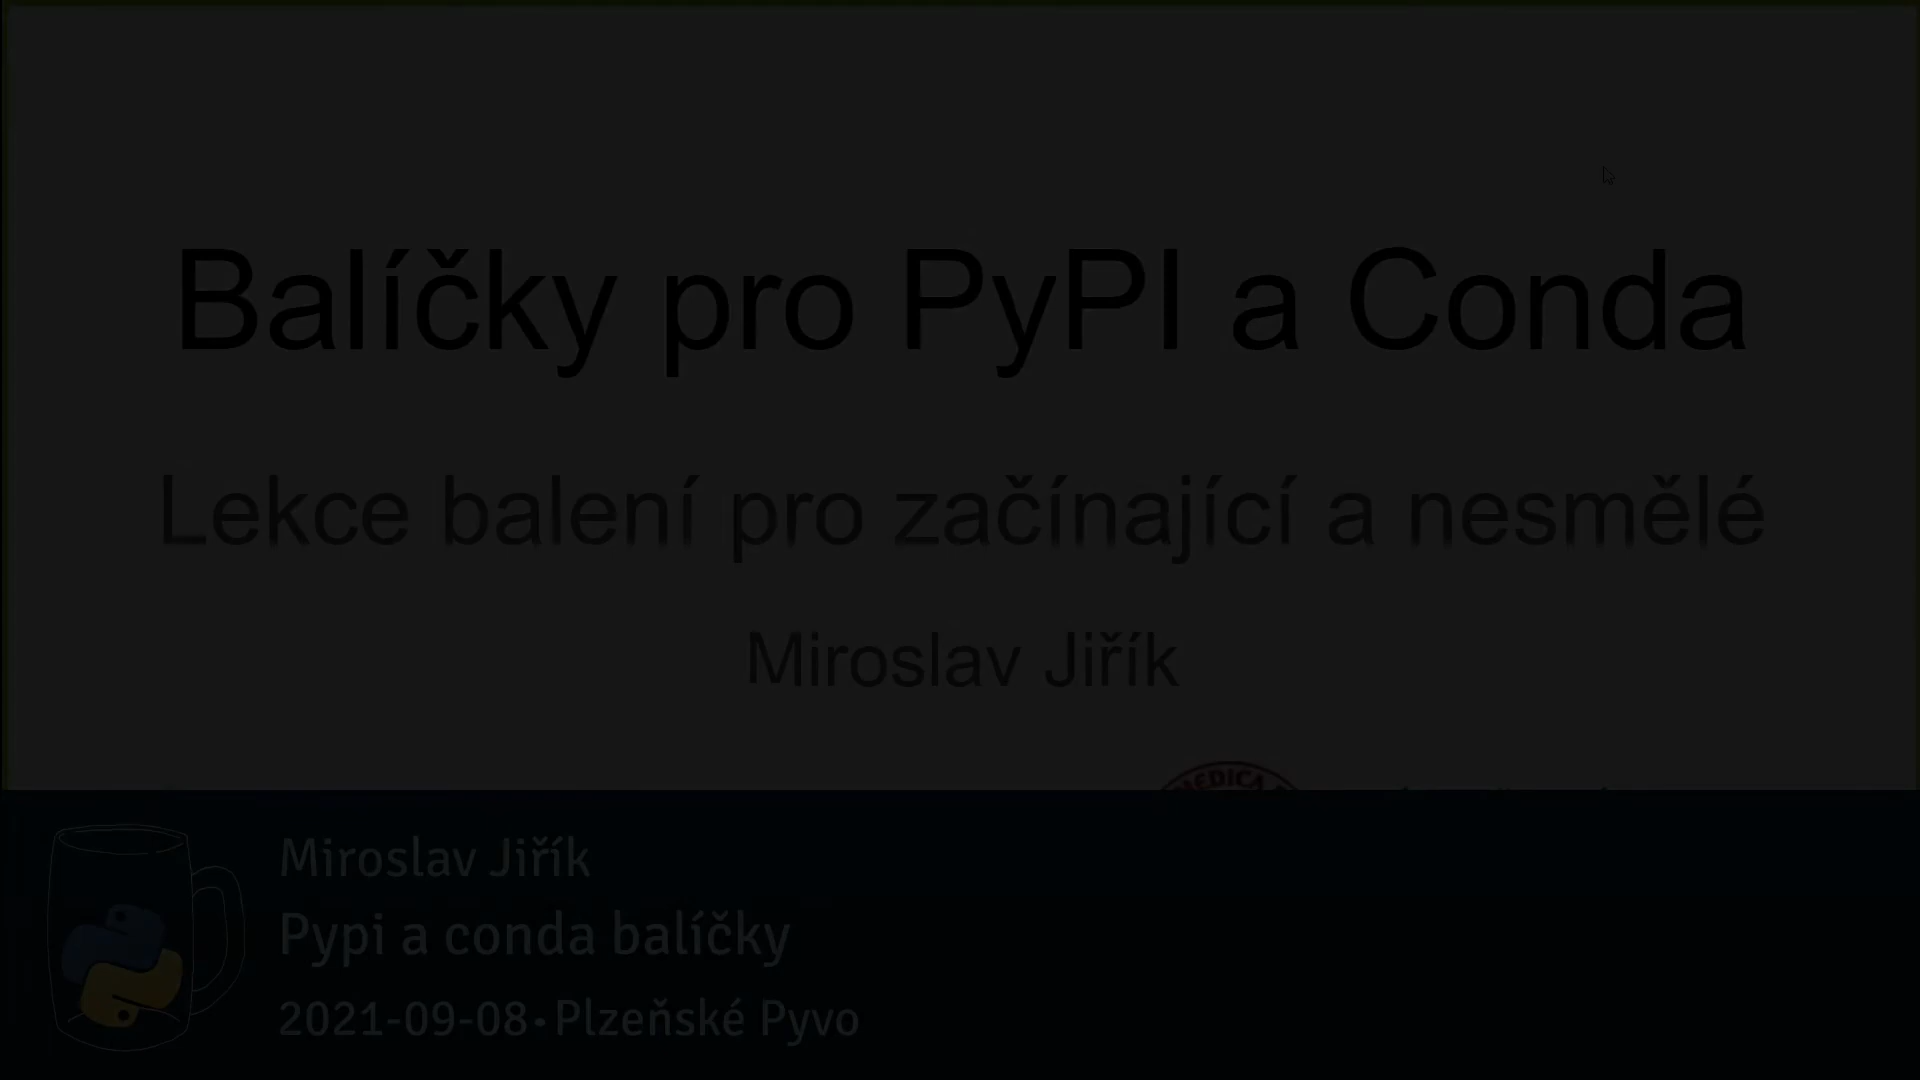 Balíčky pro PyPI a Conda
Lekce balení pro začínající a nesmělé
Miroslav Jiřík
MEDICA
Miroslav Jiřík
Pypi a conda balíčky
2021-09-08•Plzeňské Pyvo